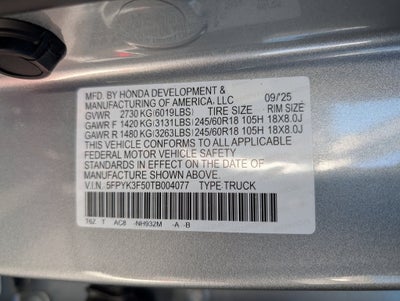 MFD. BY HONDA DEVELOPMENT &
MANUFACTURING OF AMERICA, LLC 09/25
GVWR 2730 KG (6019LBS) TIRE SIZE RIM SIZE
GAWR F 1420 KG (3131LBS) 245/60R18 105H 18X8.0J
GAWR R 1480 KG (3263LBS) 245/60R18 105H 18X8.0J
THIS VEHICLE CONFORMS TO ALL APPLICABLE
FEDERAL MOTOR VEHICLE SAFETY
STANDARDS IN EFFECT ON THE DATE OF
MANUFACTURE SHOWN ABOVE.
V.I.N. 5FPYK3F50TB004077 TYPE TRUCK
T6Z T AC8 -NH932M -A -B